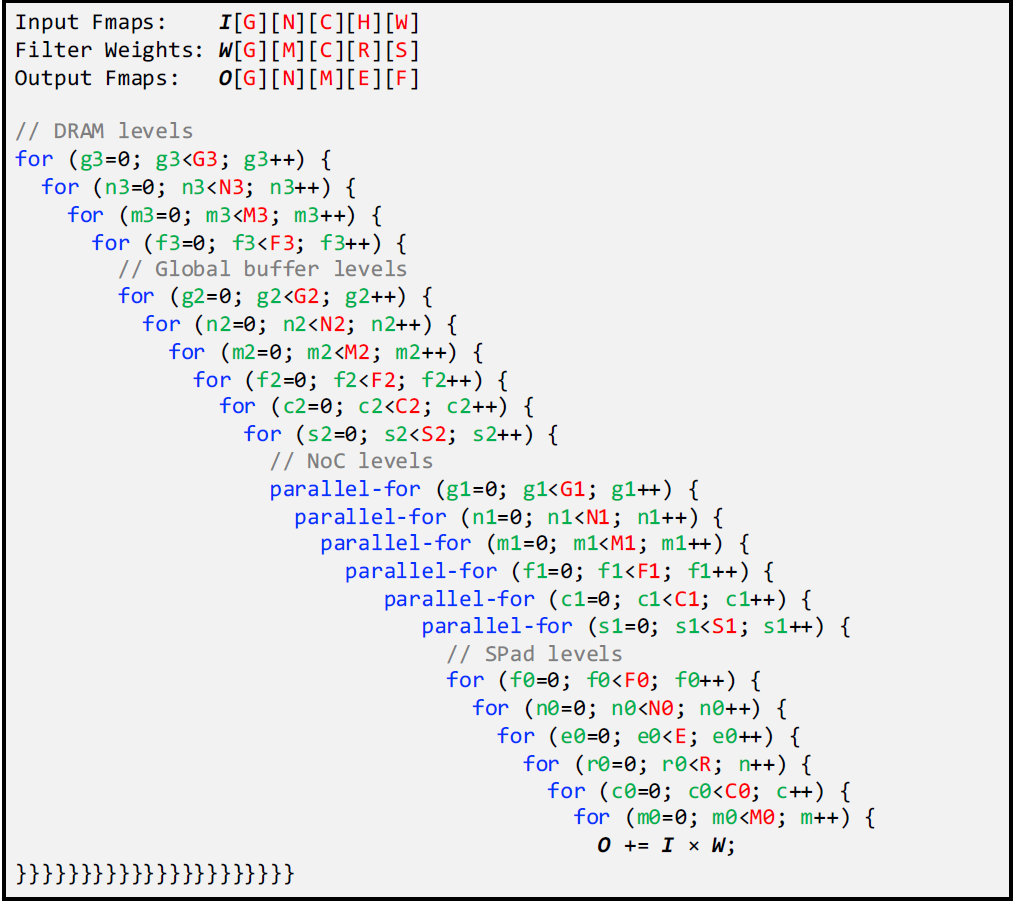 Input Fmaps: I[G][N][C][H][W]
Filter Weights: W[G][M][C][R][S]
Output Fmaps: O[G][N][M][E][F]
// DRAM levels
for (g3=0; g3<G3; g3++) {
for (n3=0; n3<N3; n3++) {
for (m3=0; m3<M3; m3++) {
for (f3=0; f3<F3; f3++) {
// Global buffer levels
for (g2=0; g2<G2; g2++) {
for (n2=0; n2<N2; n2++) {
for (m2=0; m2<M2; m2++) {
for (f2=0; f2<F2; f2++) {
for (c2=0; c2<C2; c2++) {
for (s2=0; s2<S2; s2++) {
// NoC levels
parallel-for (g1=0; g1<G1; g1++) {
parallel-for (n1=0; n1<N1; n1++) {
parallel-for (m1=0; m1<M1; m1++) {
parallel-for (f1=0; f1<F1; f1++) {
parallel-for (c1=0; c1<C1; c1++) {
parallel-for (s1=0; s1<S1; s1++) {
// SPad levels
for (f0=0; f0<F0; f0++) {
for (n0=0; n0<N0; n0++) {
for (e0=0; e0<E; e0++) {
for (r0=0; r0<R; n++) {
for (c0=0; c0<C0; c++) {
for (m0=0; m0<M0; m++) {
O += I × W;
}}}}}}}}}}}}}}}}}}}}}}